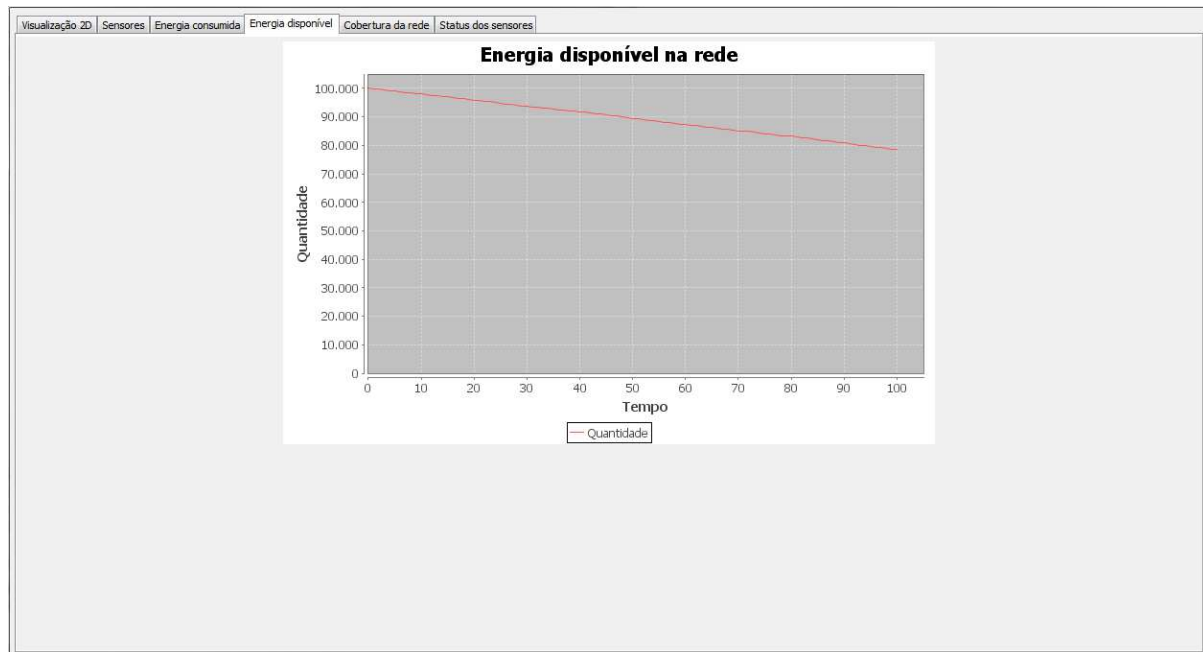 Visualização 2D Sensores Energia consumida Energia disponível Cobertura da rede Status dos sensores
Energia disponível na rede
Quantidade
100.000
90.000
80.000
70.000
60.000
50.000
40.000
30.000
20.000
10.000
0
0 10 20 30 40 50 60 70 80 90 100
Tempo
Quantidade